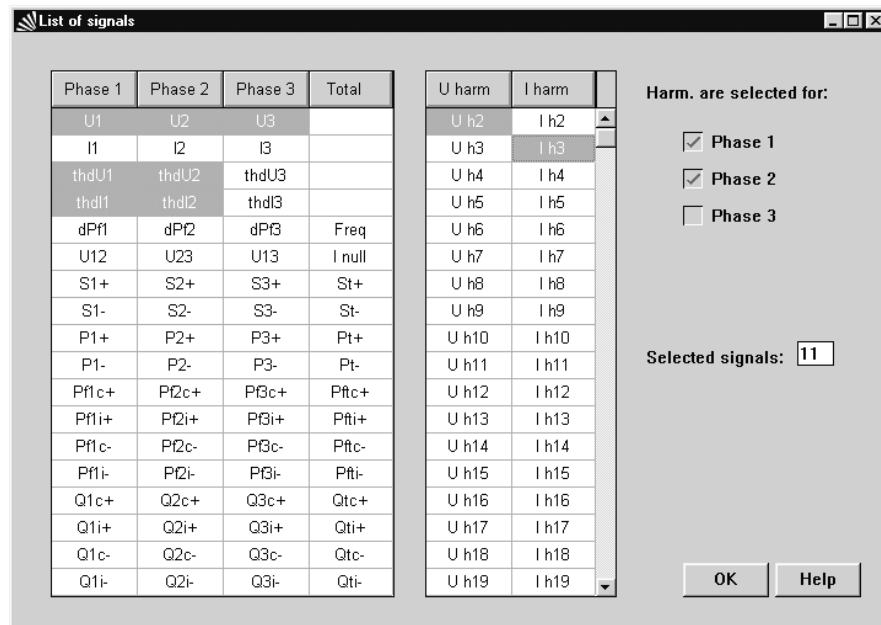 List of signals
Phase 1 Phase 2 Phase 3 Total U harm I harm
U1 U2 U3 U h2 I h2
I1 I2 I3 U h3 I h3
thdU1 thdU2 thdU3 U h4 I h4
thdI1 thdI2 thdI3 U h5 I h5
dPf1 dPf2 dPf3 Freq U h6 I h6
U12 U23 U13 I null U h7 I h7
S1+ S2+ S3+ St+ U h8 I h8
S1- S2- S3- St- U h9 I h9
P1+ P2+ P3+ Pt+ U h10 I h10
P1- P2- P3- Pt- U h11 I h11
Pf1c+ Pf2c+ Pf3c+ Pftc+ U h12 I h12
Pf1i+ Pf2i+ Pf3i+ Pfti+ U h13 I h13
Pf1c- Pf2c- Pf3c- Pftc- U h14 I h14
Pf1i- Pf2i- Pf3i- Pfti- U h15 I h15
Q1c+ Q2c+ Q3c+ Qtc+ U h16 I h16
Q1i+ Q2i+ Q3i+ Qti+ U h17 I h17
Q1c- Q2c- Q3c- Qtc- U h18 I h18
Q1i- Q2i- Q3i- Qti- U h19 I h19
Harm. are selected for:
Phase 1
Phase 2
Phase 3
Selected signals: 11
OK Help